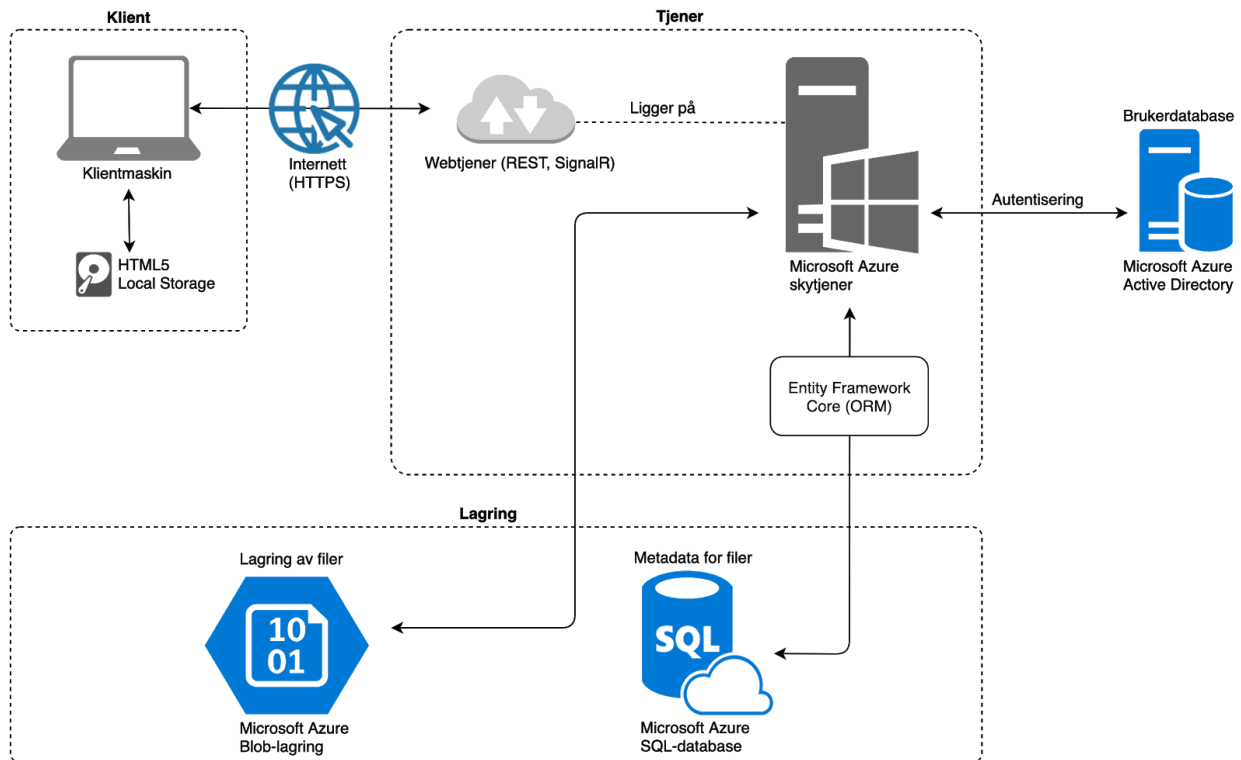 Klient
Tjener
Klientmaskin
HTML5
Local Storage
Internett
(HTTPS)
Webtjener (REST, SignalR)
Ligger på
Microsoft Azure
skytjener
Autentisering
Brukerdatabase
Microsoft Azure
Active Directory
Entity Framework
Core (ORM)
Lagring
Lagring av filer
10
01
Microsoft Azure
Blob-lagring
Metadata for filer
SQL
Microsoft Azure
SQL-database